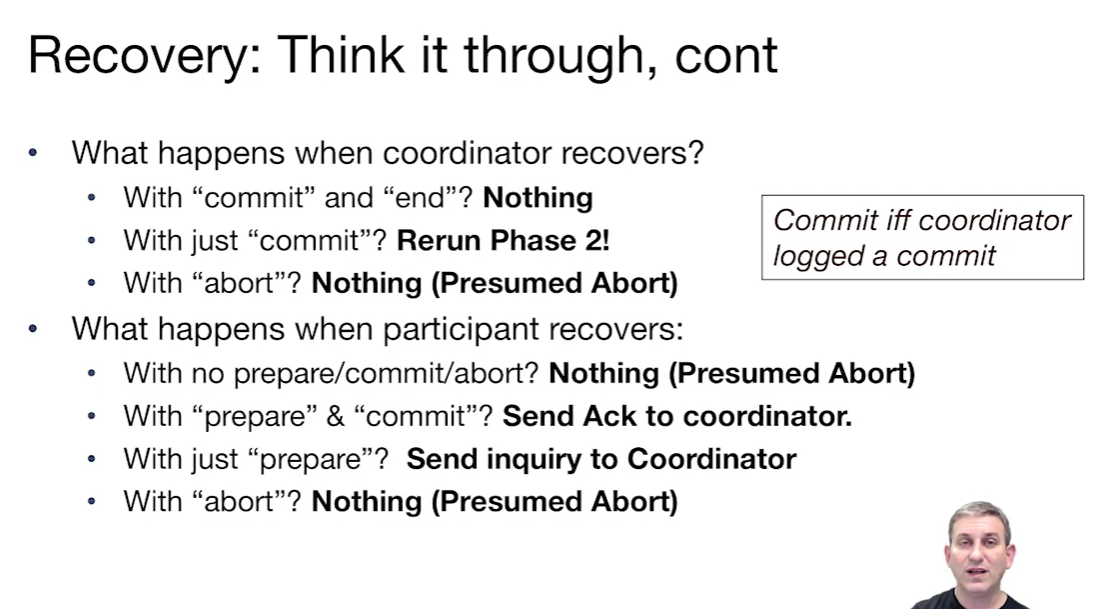 Recovery: Think it through, cont
• What happens when coordinator recovers?
• With “commit” and “end”? Nothing
• With just “commit”? Rerun Phase 2!
• With “abort”? Nothing (Presumed Abort)
Commit iff coordinator
logged a commit
• What happens when participant recovers:
• With no prepare/commit/abort? Nothing (Presumed Abort)
• With “prepare” & “commit”? Send Ack to coordinator.
• With just “prepare”? Send inquiry to Coordinator
• With “abort”? Nothing (Presumed Abort)